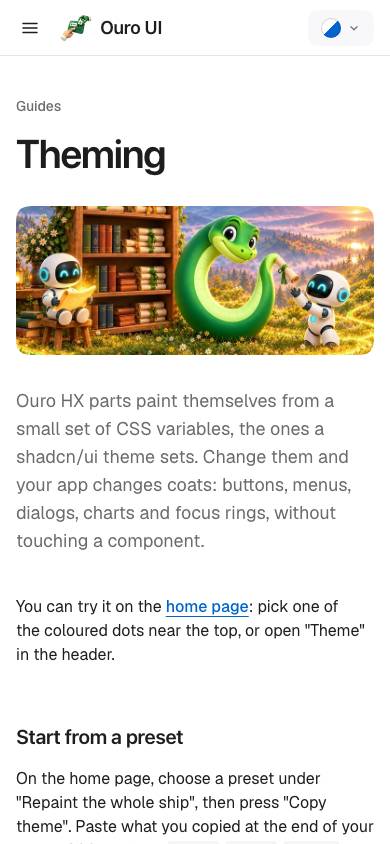 Ouro UI
Guides
Theming
Ouro HX parts paint themselves from a
small set of CSS variables, the ones a
shadcn/ui theme sets. Change them and
your app changes coats: buttons, menus,
dialogs, charts and focus rings, without
touching a component.
You can try it on the home page: pick one of
the coloured dots near the top, or open "Theme"
in the header.
Start from a preset
On the home page, choose a preset under
"Repaint the whole ship", then press "Copy
theme". Paste what you copied at the end of your